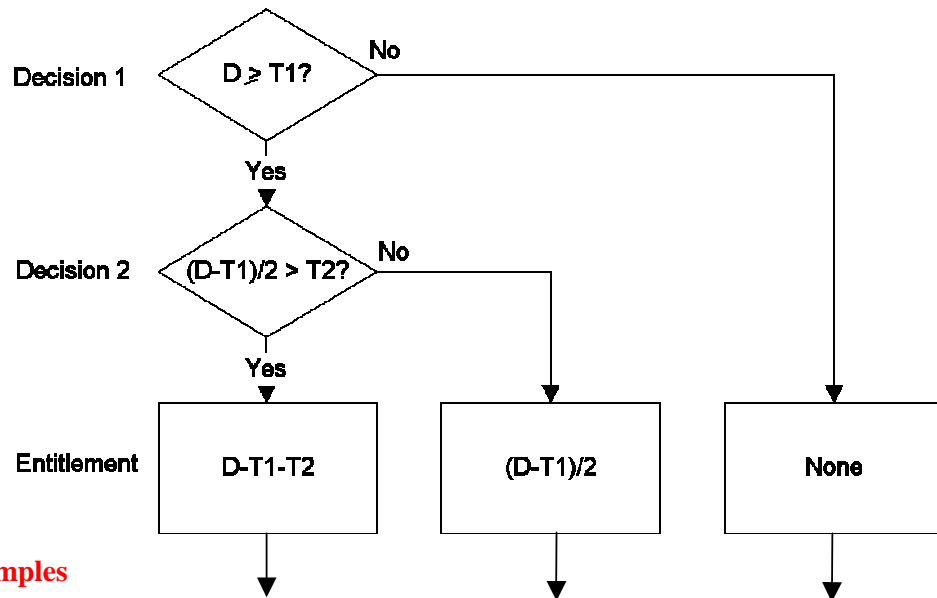 No
Decision 1
D ≥ T1?
Yes
No
Decision 2
(D-T1)/2 > T2?
Yes
Entitlement
D-T1-T2
(D-T1)/2
None
mples